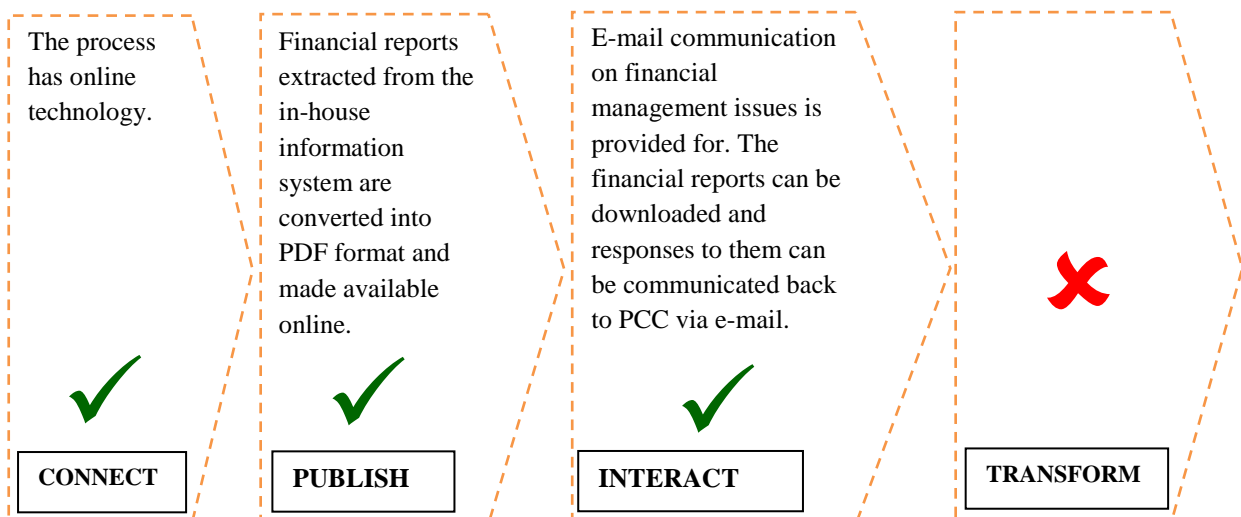 The process
has online
technology.
CONNECT
Financial reports
extracted from the
in-house
information
system are
converted into
PDF format and
made available
online.
PUBLISH
E-mail communication
on financial
management issues is
provided for. The
financial reports can be
downloaded and
responses to them can
be communicated back
to PCC via e-mail.
INTERACT
TRANSFORM